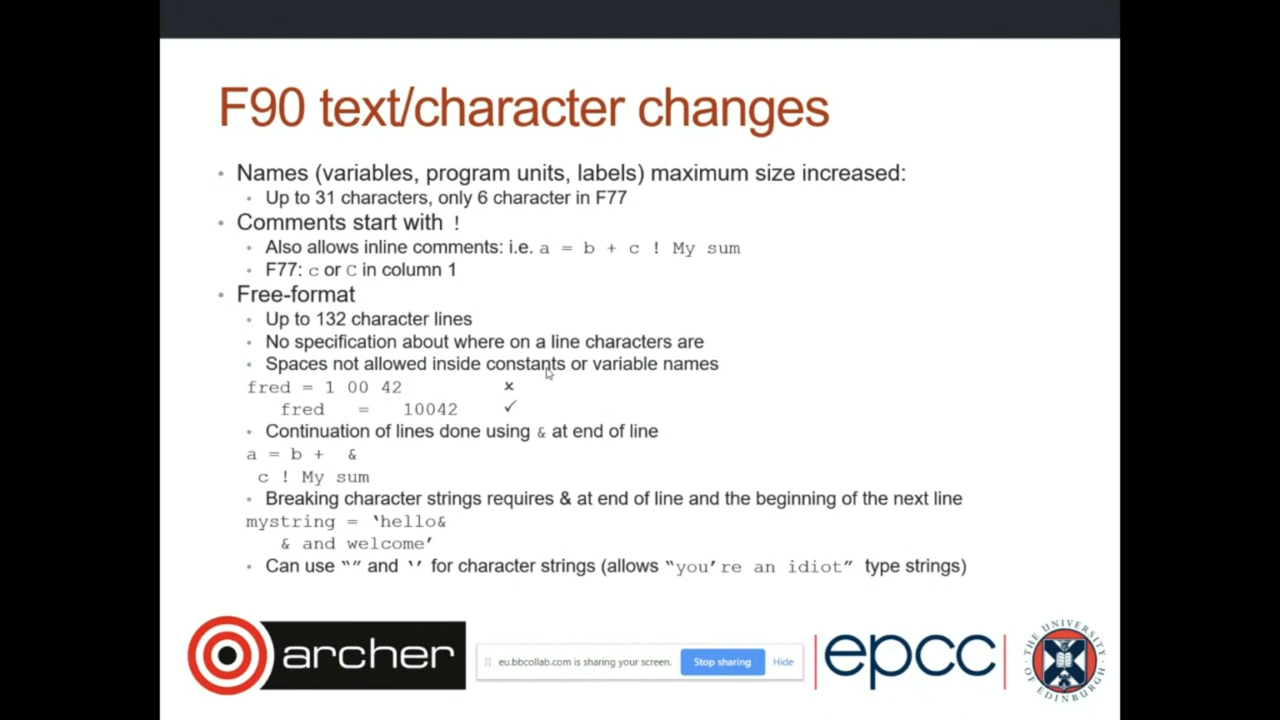 F90 text/character changes
• Names (variables, program units, labels) maximum size increased:
• Up to 31 characters, only 6 character in F77
• Comments start with !
• Also allows inline comments: i.e. a = b + c ! My sum
• F77: c or C in column 1
• Free-format
• Up to 132 character lines
• No specification about where on a line characters are
• Spaces not allowed inside constants or variable names
fred = 1 00 42 ×
fred = 10042 ✓
• Continuation of lines done using & at end of line
a = b + &
c ! My sum
• Breaking character strings requires & at end of line and the beginning of the next line
mystring = ‘hello&
& and welcome’
• Can use “” and ‘’ for character strings (allows “you’re an idiot” type strings)
archer
eu.bbcollab.com is sharing your screen. Stop sharing Hide
epcc
THE UNIVERSITY OF EDINBURGH